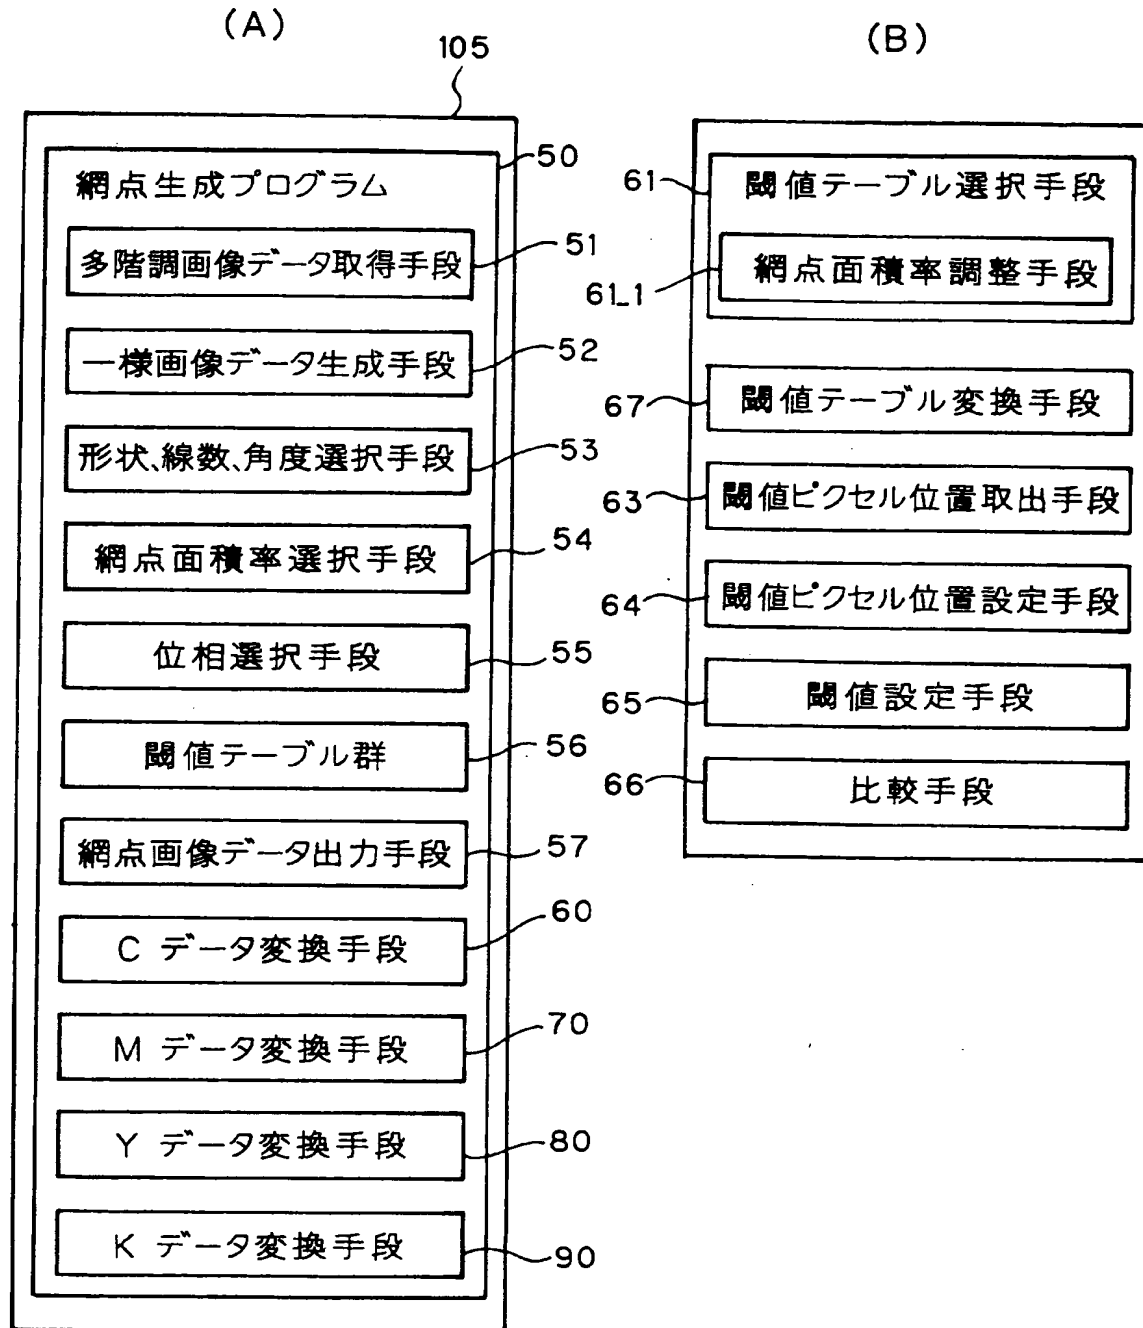 (A)
105
50
網点生成プログラム
多階調画像データ取得手段
51
一様画像データ生成手段
52
形状、線数、角度選択手段
53
網点面積率選択手段
54
位相選択手段
55
閾値テーブル群
56
網点画像データ出力手段
57
C データ変換手段
60
M データ変換手段
70
Y データ変換手段
80
K データ変換手段
90
(B)
61
閾値テーブル選択手段
61_1
網点面積率調整手段
67
閾値テーブル変換手段
63
閾値ピクセル位置取出手段
64
閾値ピクセル位置設定手段
65
閾値設定手段
66
比較手段